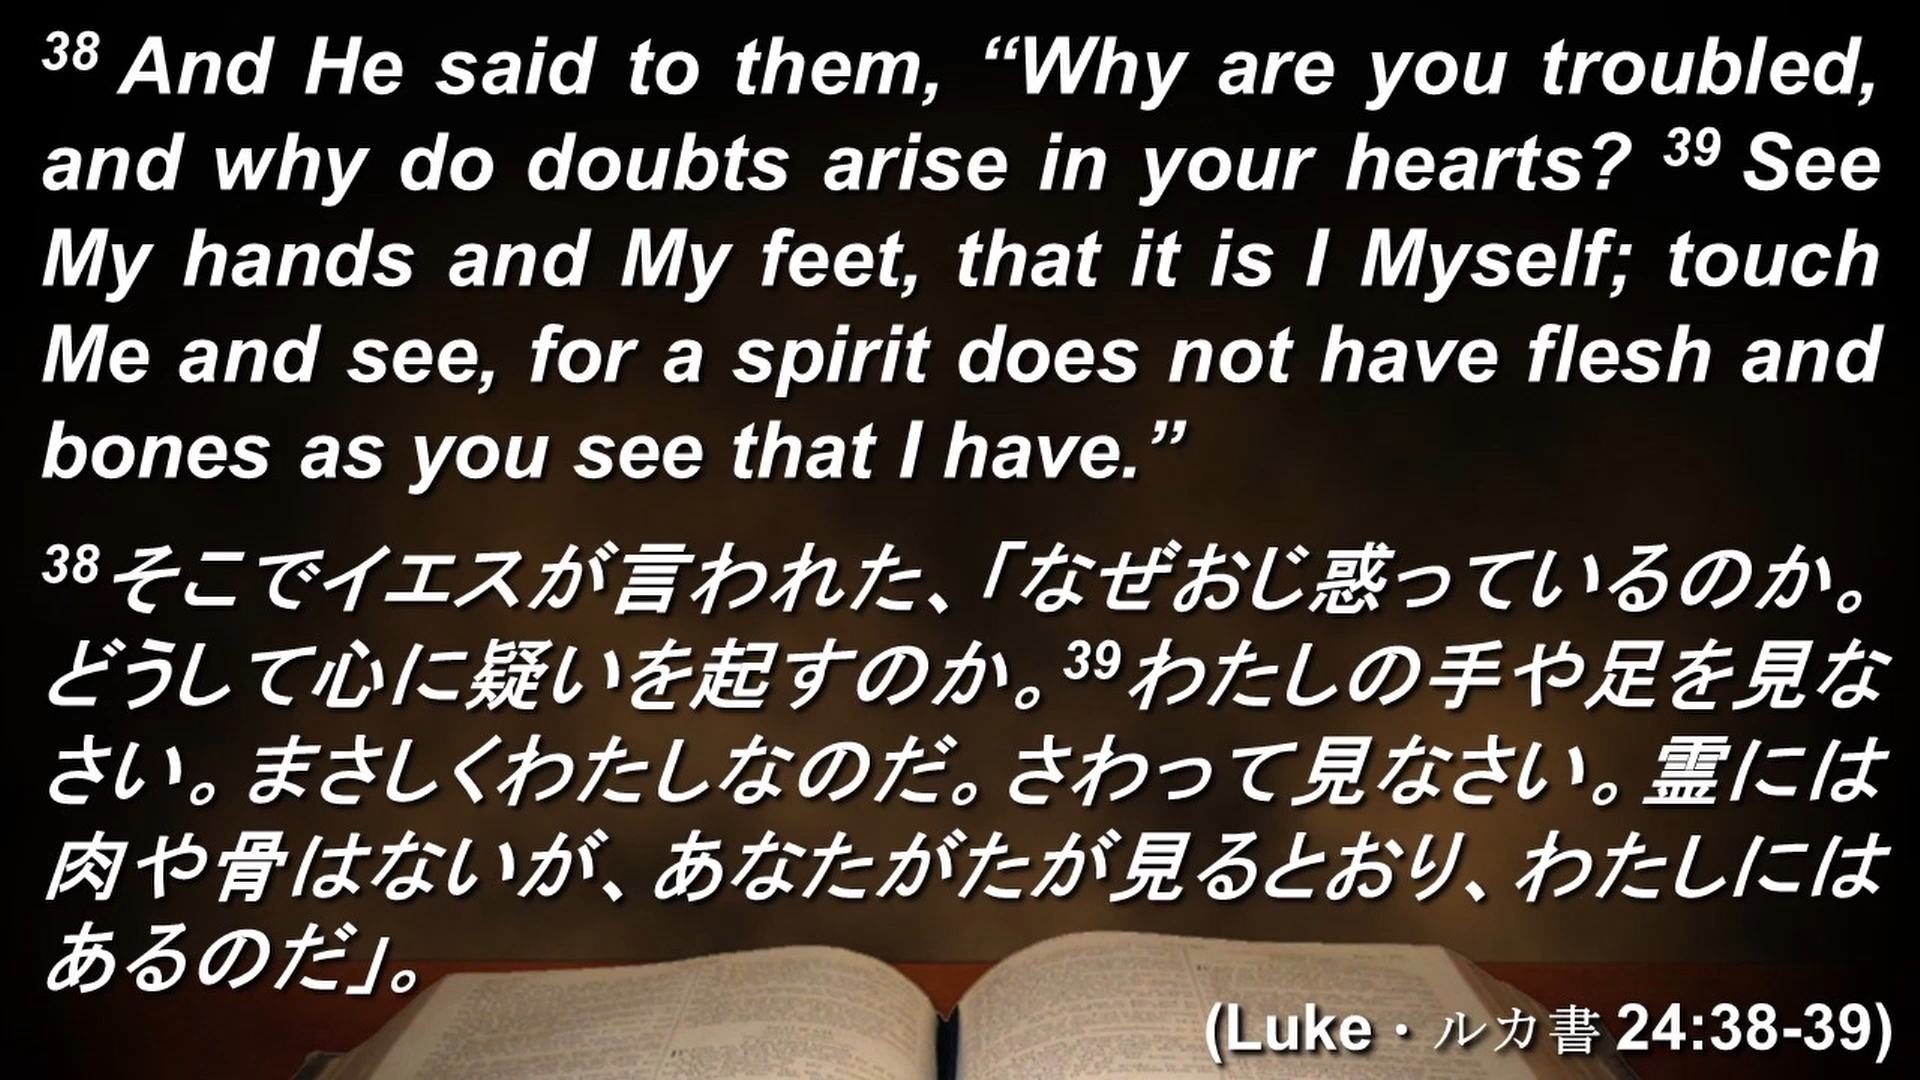 38 And He said to them, “Why are you troubled,
and why do doubts arise in your hearts? 39 See
My hands and My feet, that it is I Myself; touch
Me and see, for a spirit does not have flesh and
bones as you see that I have.”
38そこでイエスが言われた、「なぜおじ惑っているのか。
どうして心に疑いを起すのか。39わたしの手や足を見な
さい。まさしくわたしなのだ。さわって見なさい。霊には
肉や骨はないが、あなたがたが見るとおり、わたしには
あるのだ」。
(Luke・ルカ書 24:38-39)